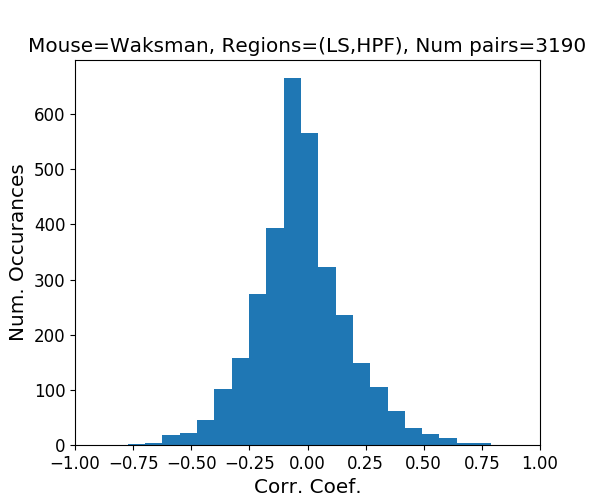 Mouse=Waksman, Regions=(LS,HPF), Num pairs=3190
Num. Occurances
600
500
400
300
200
100
0
−1.00 −0.75 −0.50 −0.25 0.00 0.25 0.50 0.75 1.00
Corr. Coef.